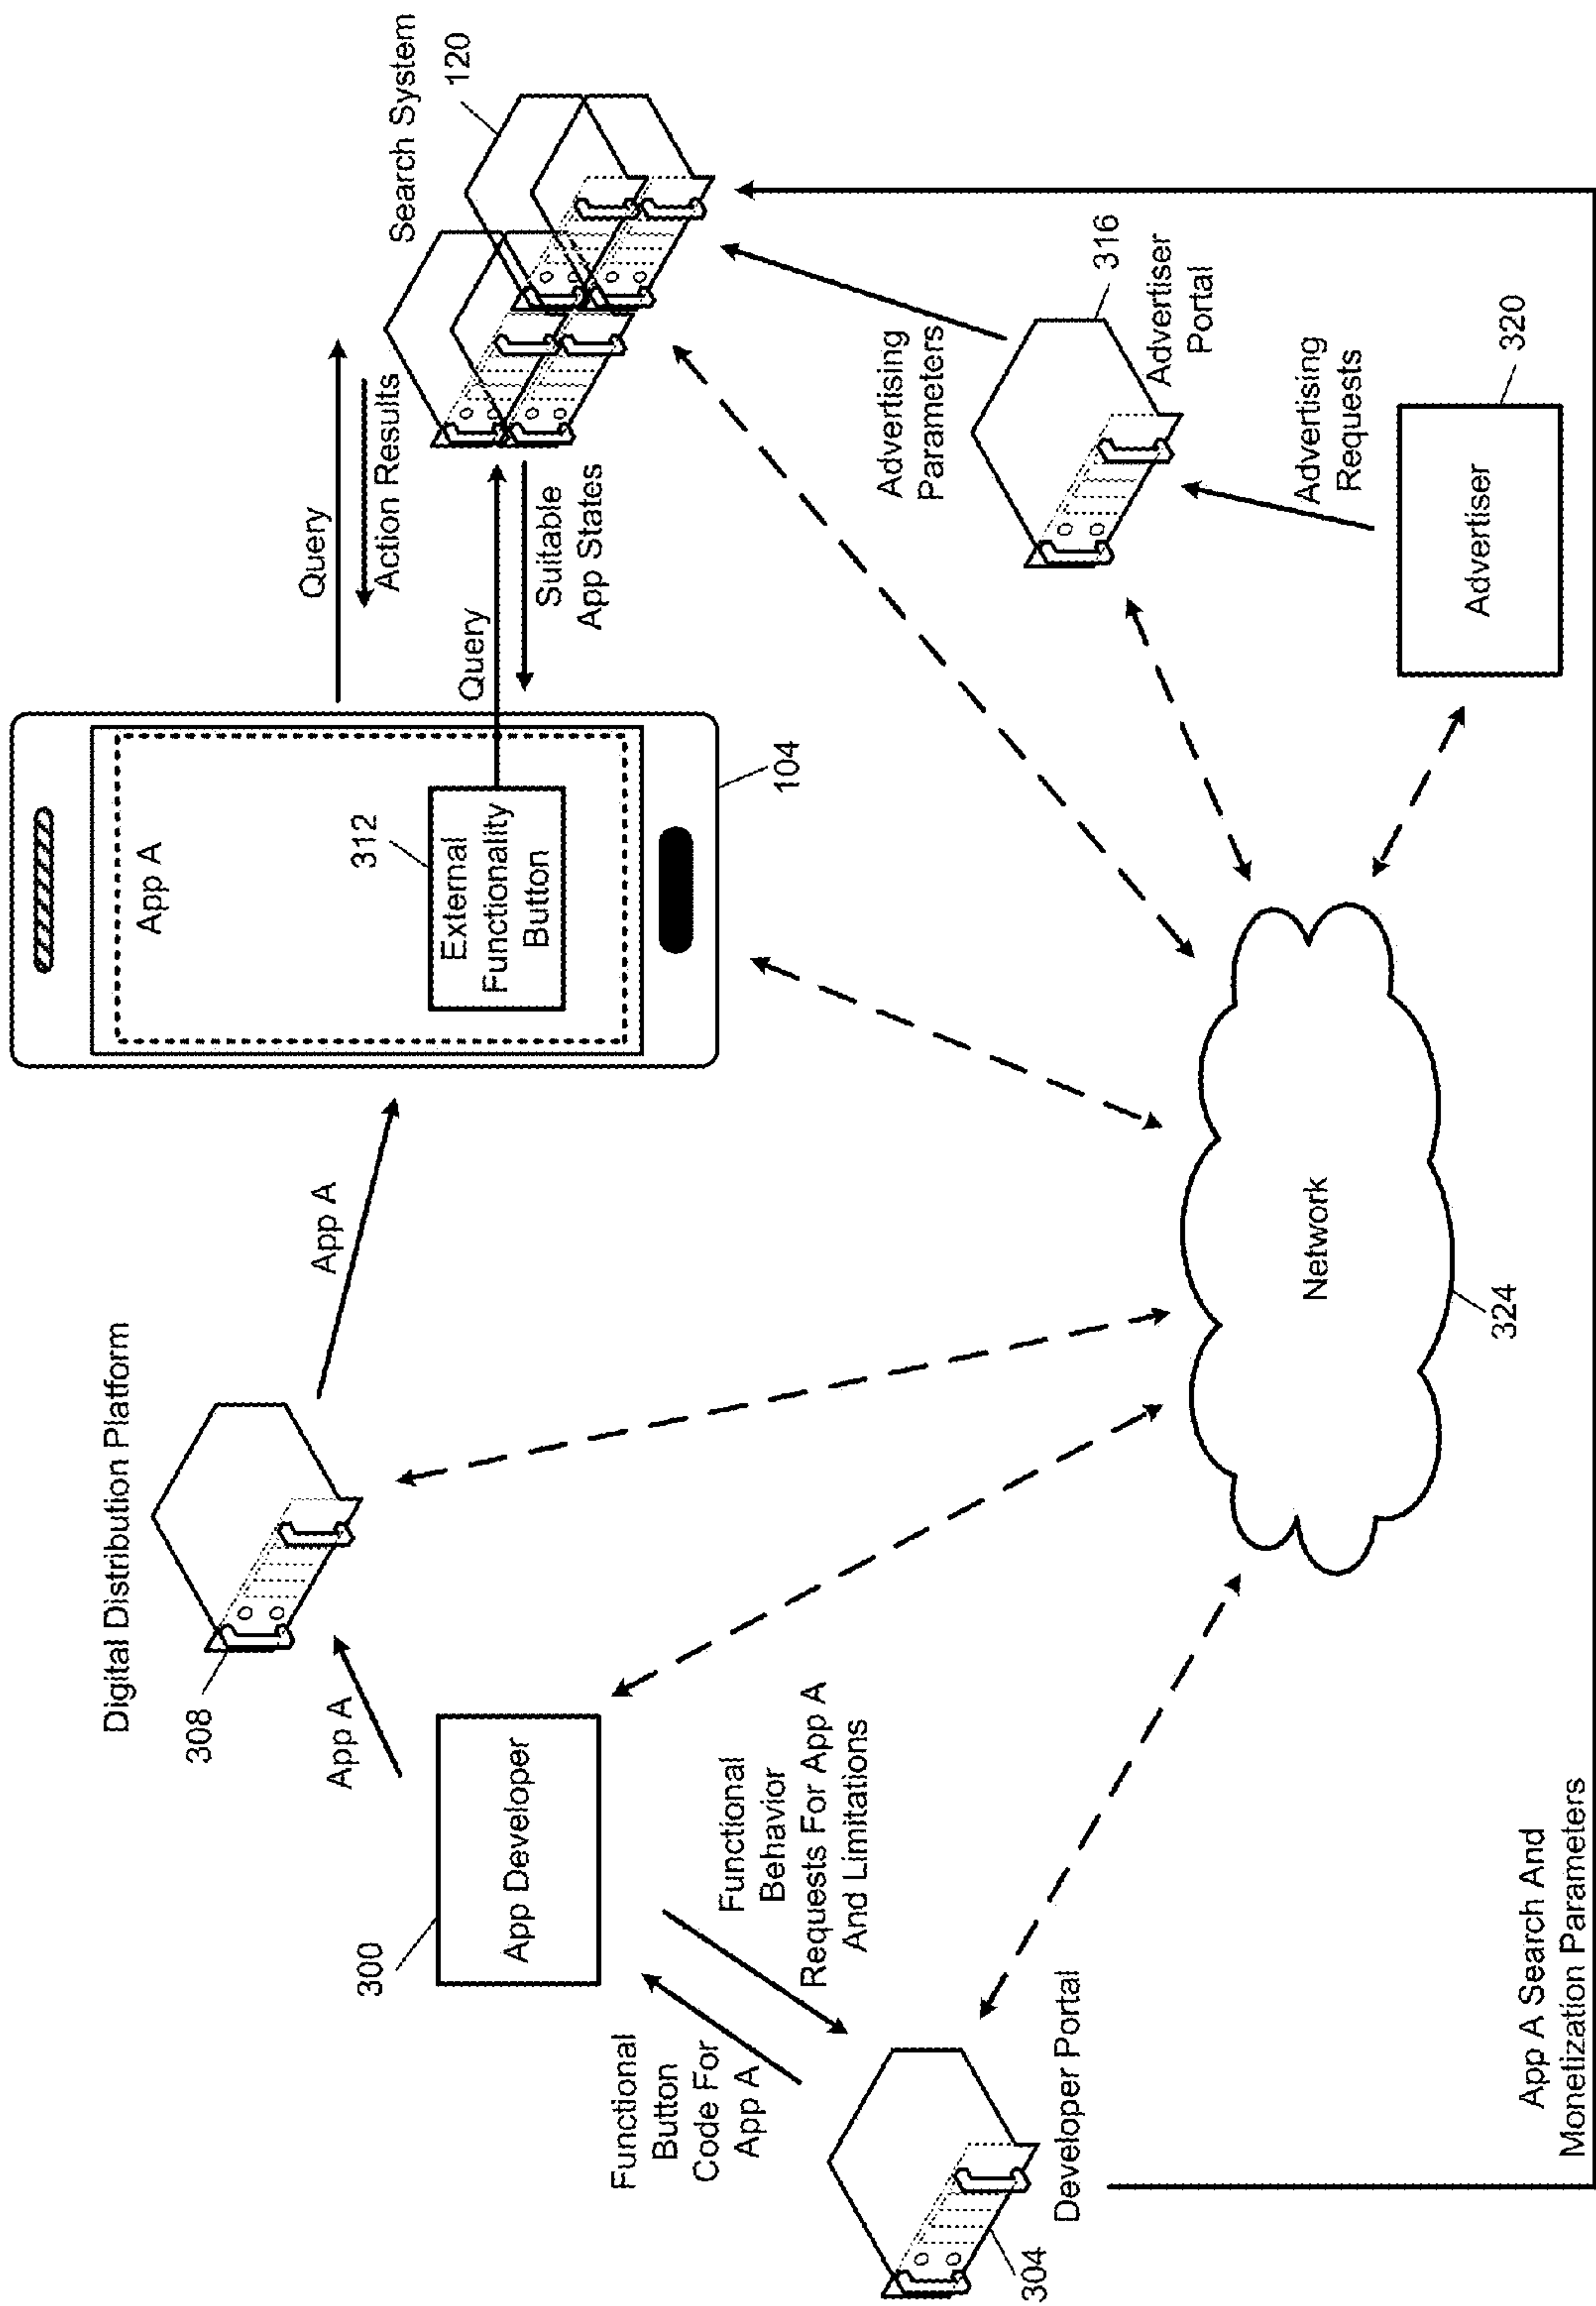 Digital Distribution Platform
308
App A
App A
App A
312
External
Functionality
Button
104
Query
Action Results
Query
Suitable
App States
Search System
120
300
App Developer
Functional
Button
Code For
App A
Functional
Behavior
Requests For App A
And Limitations
304
Developer Portal
Network
324
Advertising
Parameters
316
Advertiser
Portal
Advertising
Requests
320
Advertiser
App A Search And
Monetization Parameters